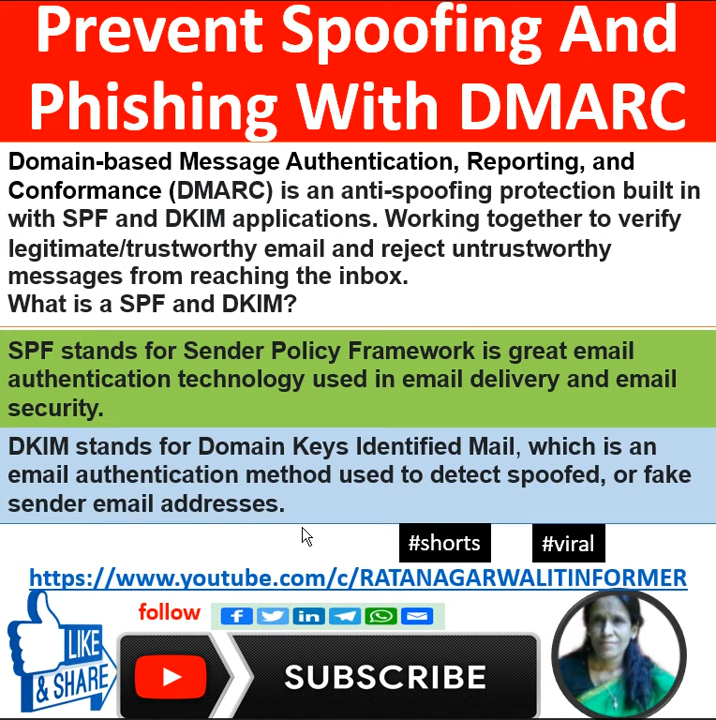 Prevent Spoofing And
Phishing With DMARC
Domain-based Message Authentication, Reporting, and
Conformance (DMARC) is an anti-spoofing protection built in
with SPF and DKIM applications. Working together to verify
legitimate/trustworthy email and reject untrustworthy
messages from reaching the inbox.
What is a SPF and DKIM?
SPF stands for Sender Policy Framework is great email
authentication technology used in email delivery and email
security.
DKIM stands for Domain Keys Identified Mail, which is an
email authentication method used to detect spoofed, or fake
sender email addresses.
#shorts #viral
https://www.youtube.com/c/RATANAGARWALITINFORMER
follow
LIKE
& SHARE
SUBSCRIBE